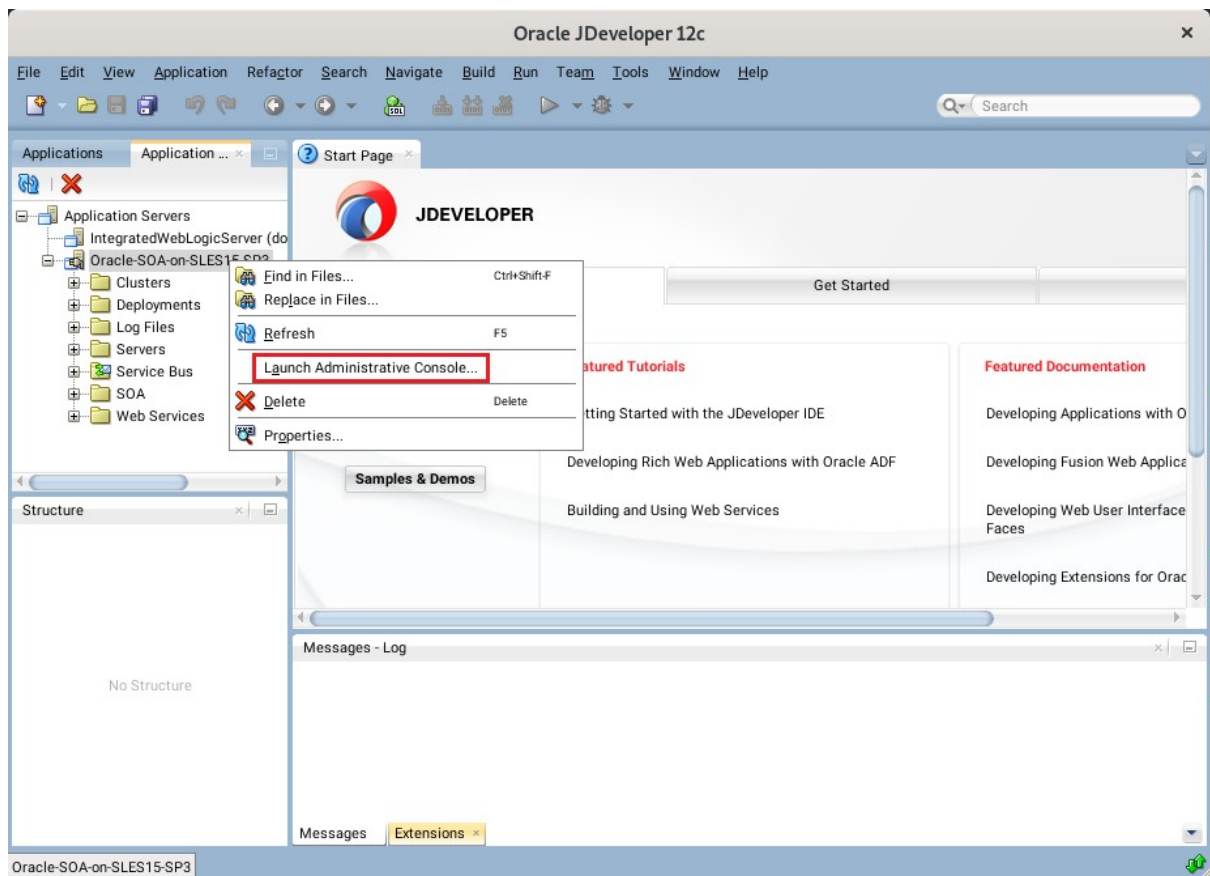 Oracle JDeveloper 12c
File Edit View Application Refactor Search Navigate Build Run Team Tools Window Help
Search
Applications
Application ...
Start Page
Application Servers
IntegratedWebLogicServer (do
Oracle-SOA-on-SLES15-SP3
Clusters
Deployments
Log Files
Servers
Service Bus
SOA
Web Services
Find in Files... Ctrl+Shift-F
Replace in Files...
Refresh F5
Launch Administrative Console...
Delete Delete
Properties...
JDEVELOPER
Get Started
atured Tutorials
tting Started with the JDeveloper IDE
Developing Rich Web Applications with Oracle ADF
Building and Using Web Services
Samples & Demos
Featured Documentation
Developing Applications with O
Developing Fusion Web Applica
Developing Web User Interface
Faces
Developing Extensions for Orac
Structure
No Structure
Messages - Log
Messages
Extensions
Oracle-SOA-on-SLES15-SP3